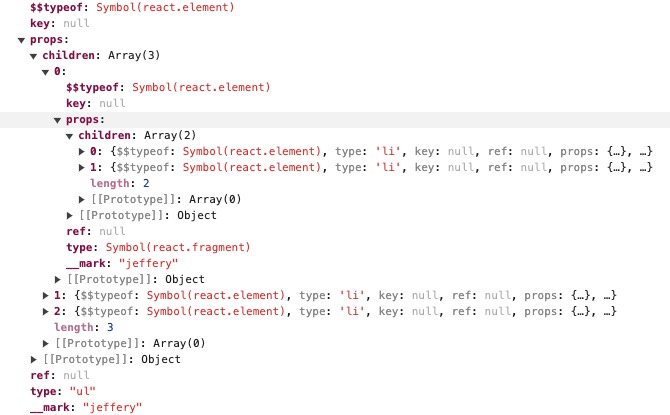 $$typeof: Symbol(react.element)
key: null
props:
children: Array(3)
0:
$$typeof: Symbol(react.element)
key: null
props:
children: Array(2)
0: {$$typeof: Symbol(react.element), type: 'li', key: null, ref: null, props: {…}, …}
1: {$$typeof: Symbol(react.element), type: 'li', key: null, ref: null, props: {…}, …}
length: 2
[[Prototype]]: Array(0)
[[Prototype]]: Object
ref: null
type: Symbol(react.fragment)
__mark: "jeffery"
[[Prototype]]: Object
1: {$$typeof: Symbol(react.element), type: 'li', key: null, ref: null, props: {…}, …}
2: {$$typeof: Symbol(react.element), type: 'li', key: null, ref: null, props: {…}, …}
length: 3
[[Prototype]]: Array(0)
[[Prototype]]: Object
ref: null
type: "ul"
__mark: "jeffery"